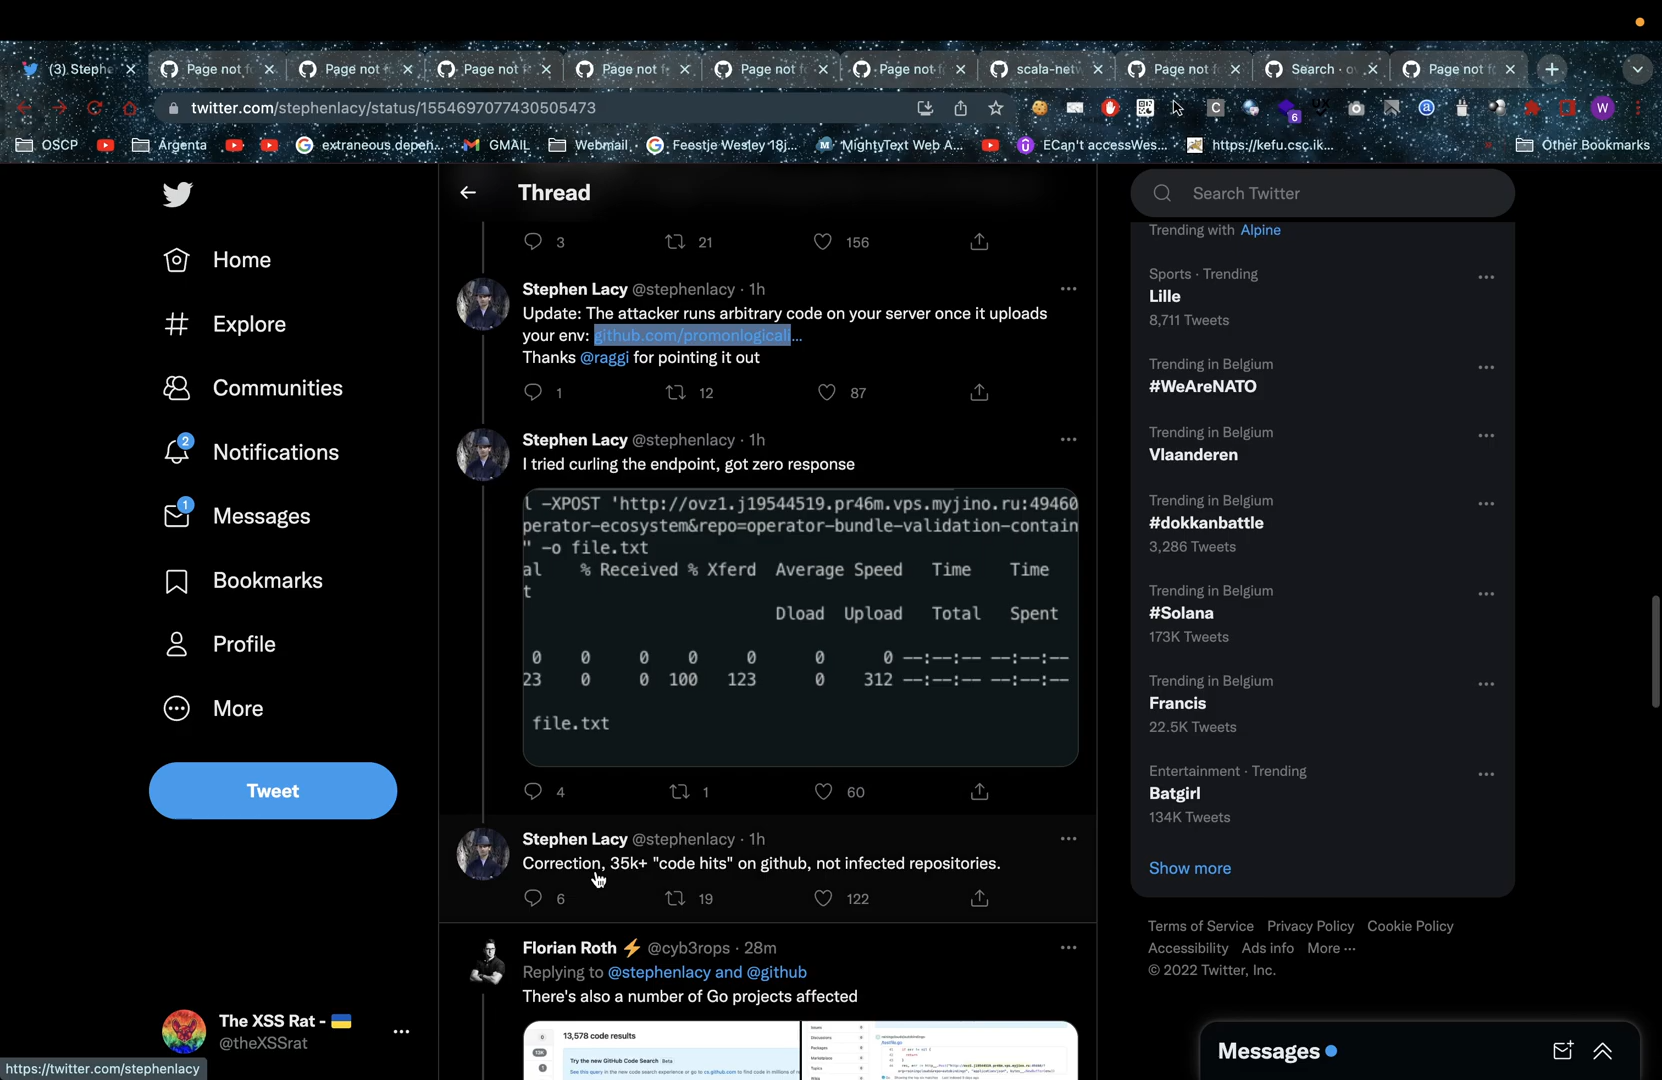 (3) Stephe
Page not f
Page not f
Page not f
Page not f
Page not f
Page not f
scala-netw
Page not f
Search · o
Page not f
twitter.com/stephenlacy/status/1554697077430505473
6
W
OSCP
Argenta
extraneous.depeh...
GMAIL
Webmail
Feestje Wesley 18j...
MightyText Web A...
ECan't accessWes...
https://kefu.csc.ik...
Other Bookmarks
Home
Explore
Communities
2
Notifications
1
Messages
Bookmarks
Profile
More
Tweet
The XSS Rat -
@theXSSrat
https://twitter.com/stephenlacy
Thread
3 21 156
Stephen Lacy @stephenlacy · 1h
Update: The attacker runs arbitrary code on your server once it uploads
your env: github.com/promonlogicali...
Thanks @raggi for pointing it out
1 12 87
Stephen Lacy @stephenlacy · 1h
I tried curling the endpoint, got zero response
l -XPOST 'http://ovz1.j19544519.pr46m.vps.myjino.ru:49460
perator-ecosystem&repo=operator-bundle-validation-contain
" -o file.txt
al % Received % Xferd Average Speed Time Time
t
Dload Upload Total Spent
0 0 0 0 0 0 0 --:--:-- --:--:--
23 0 0 100 123 0 312 --:--:-- --:--:--
file.txt
4 1 60
Stephen Lacy @stephenlacy · 1h
Correction, 35k+ "code hits" on github, not infected repositories.
6 19 122
Florian Roth ⚡ @cyb3rops · 28m
Replying to @stephenlacy and @github
There's also a number of Go projects affected
13,578 code results
Try the new GitHub Code Search Beta
Search Twitter
Trending with Alpine
Sports · Trending
Lille
8,711 Tweets
Trending in Belgium
#WeAreNATO
Trending in Belgium
Vlaanderen
Trending in Belgium
#dokkanbattle
3,286 Tweets
Trending in Belgium
#Solana
173K Tweets
Trending in Belgium
Francis
22.5K Tweets
Entertainment · Trending
Batgirl
134K Tweets
Show more
Terms of Service Privacy Policy Cookie Policy
Accessibility Ads info More ···
© 2022 Twitter, Inc.
Messages